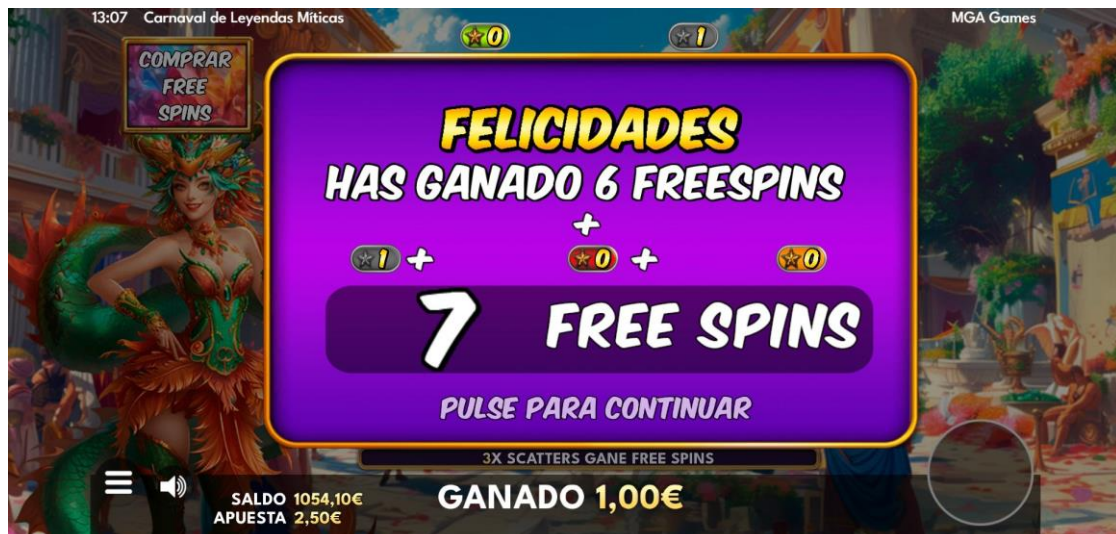 13:07 Carnaval de Leyendas Míticas
MGA Games
0
1
COMPRAR
FREE
SPINS
FELICIDADES
HAS GANADO 6 FREESPINS
+
1 + 0 + 0
7 FREE SPINS
PULSE PARA CONTINUAR
3X SCATTERS GANE FREE SPINS
SALDO 1054,10€
APUESTA 2,50€
GANADO 1,00€